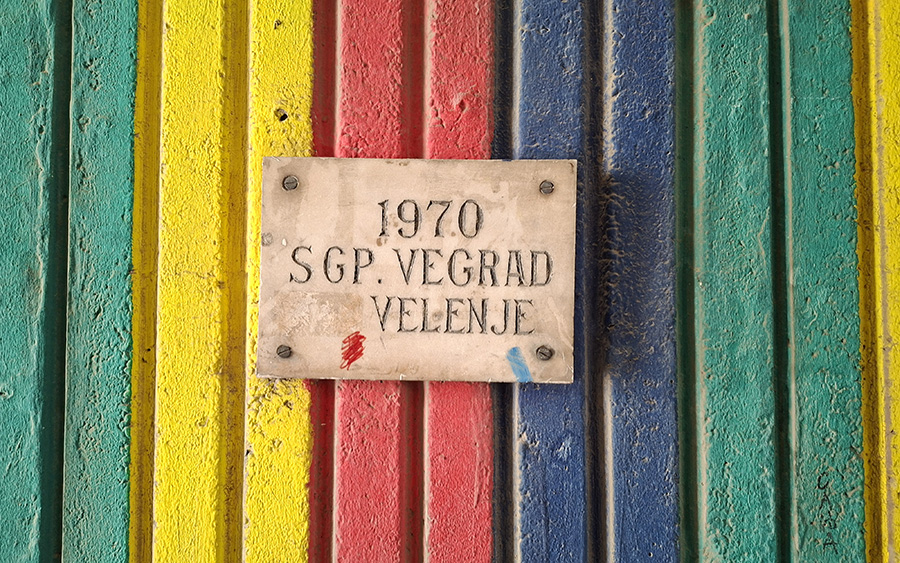 1970
SGP. VEGRAD
VELENJE